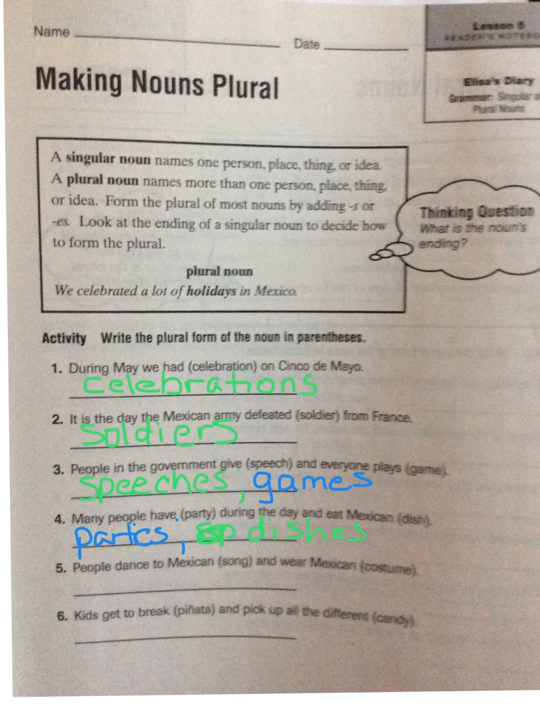 Name
Date
Lesson 5
READER'S NOTEBO
Making Nouns Plural
Elisa's Diary
Grammar: Singular a
Plural Nouns
A singular noun names one person, place, thing, or idea.
A plural noun names more than one person, place, thing,
or idea. Form the plural of most nouns by adding -s or
-es. Look at the ending of a singular noun to decide how
to form the plural.
plural noun
We celebrated a lot of holidays in Mexico.
Thinking Question
What is the noun's
ending?
Activity Write the plural form of the noun in parentheses.
1. During May we had (celebration) on Cinco de Mayo.
celebrations
2. It is the day the Mexican army defeated (soldier) from France.
Soldiers
3. People in the government give (speech) and everyone plays (game).
speeches, games
4. Many people have (party) during the day and eat Mexican (dish).
dishes
5. People dance to Mexican (song) and wear Mexican (costume).
6. Kids get to break (piñata) and pick up all the different (candy).